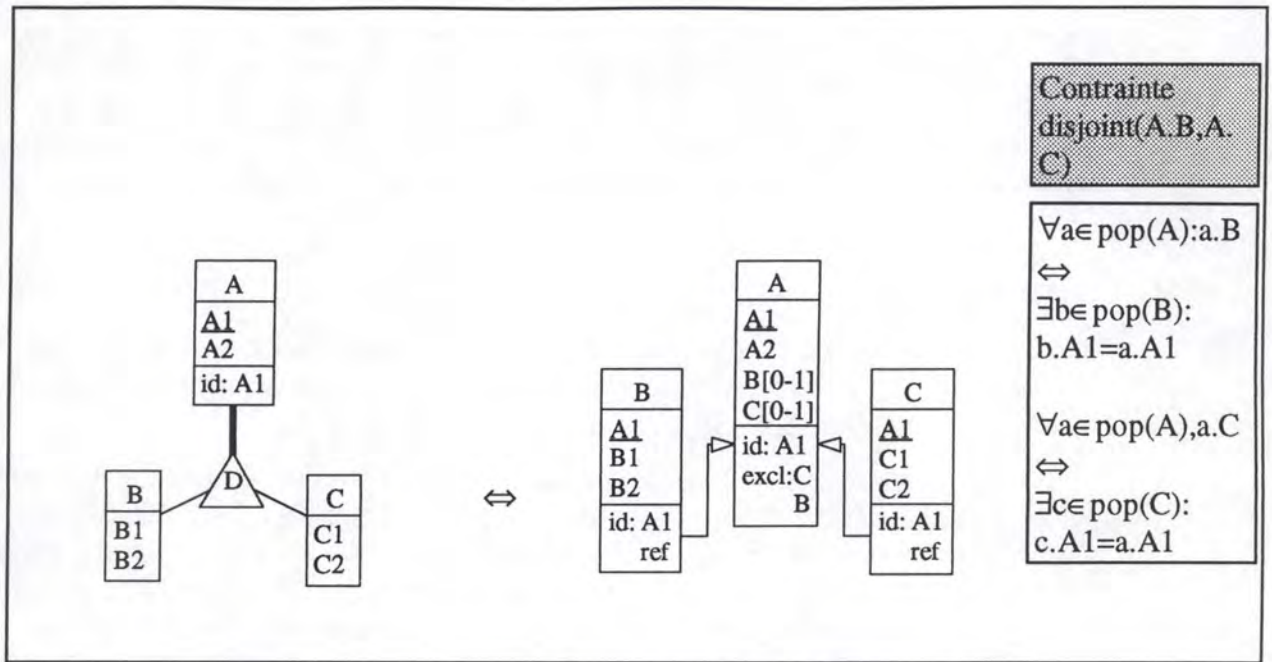 A
A1
A2
id: A1
D
B
B1
B2
C
C1
C2
⇔
B
A1
B1
B2
id: A1
ref
A
A1
A2
B[0-1]
C[0-1]
id: A1
excl:C
B
C
A1
C1
C2
id: A1
ref
Contrainte
disjoint(A.B,A.
C)
∀a∈pop(A):a.B
⇔
∃b∈pop(B):
b.A1=a.A1
∀a∈pop(A),a.C
⇔
∃c∈pop(C):
c.A1=a.A1